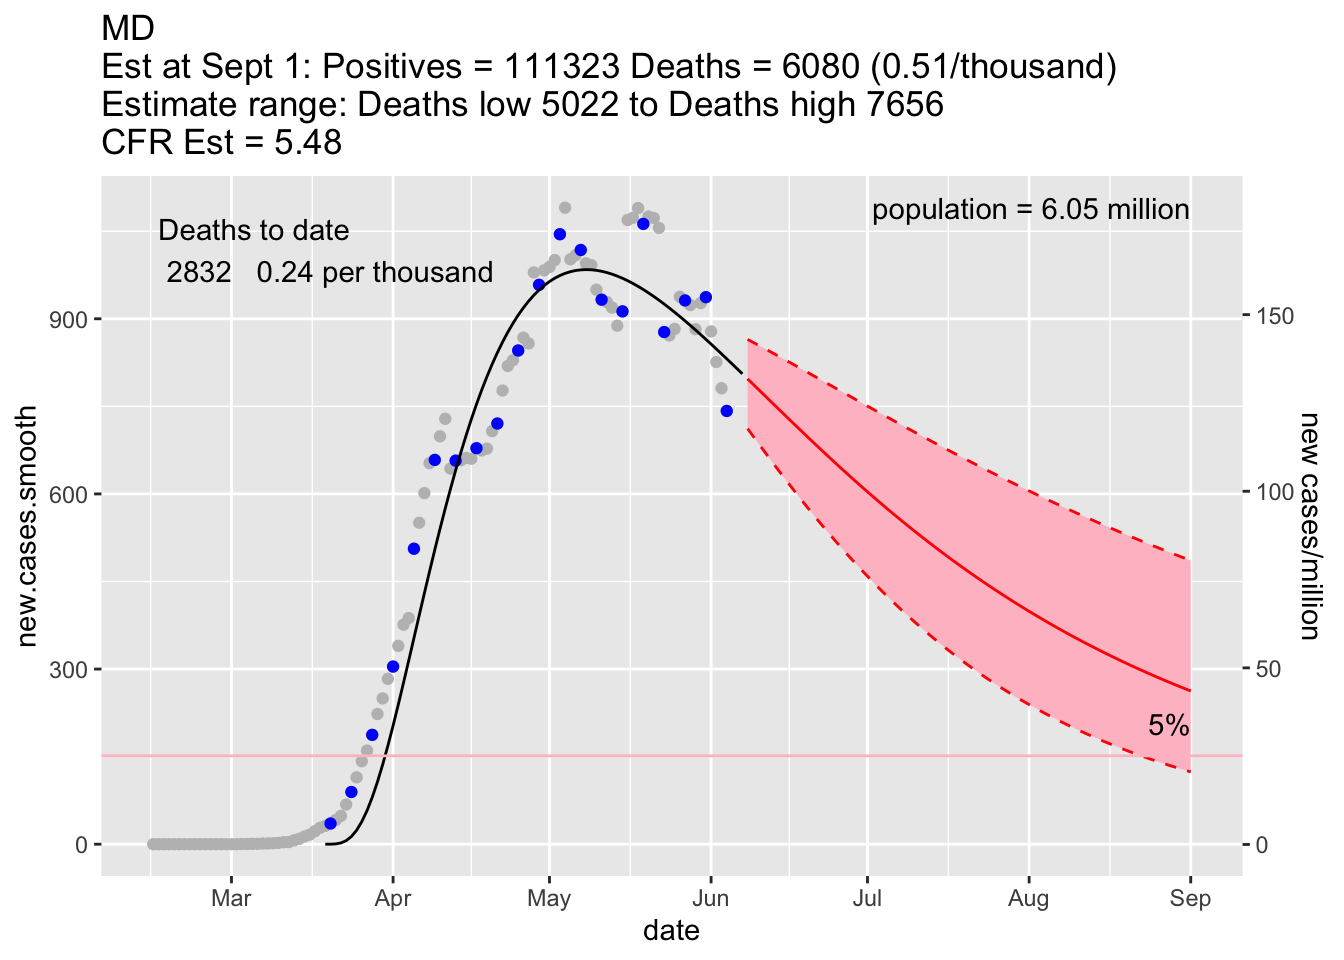 MD
Est at Sept 1: Positives = 111323 Deaths = 6080 (0.51/thousand)
Estimate range: Deaths low 5022 to Deaths high 7656
CFR Est = 5.48
Deaths to date
2832 0.24 per thousand
population = 6.05 million
900
600
300
0
new.cases.smooth
150
100
50
0
new cases/million
5%
Mar Apr May Jun Jul Aug Sep
date